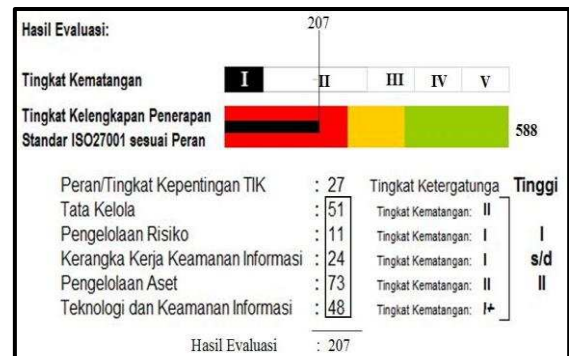 Hasil Evaluasi: 207
Tingkat Kematangan I II III IV V
Tingkat Kelengkapan Penerapan
Standar ISO27001 sesuai Peran 588
Peran/Tingkat Kepentingan TIK : 27 Tingkat Ketergatunga Tinggi
Tata Kelola : 51 Tingkat Kematangan: II
Pengelolaan Risiko : 11 Tingkat Kematangan: I I
Kerangka Kerja Keamanan Informasi : 24 Tingkat Kematangan: I s/d
Pengelolaan Aset : 73 Tingkat Kematangan: II II
Teknologi dan Keamanan Informasi : 48 Tingkat Kematangan: I+
Hasil Evaluasi : 207